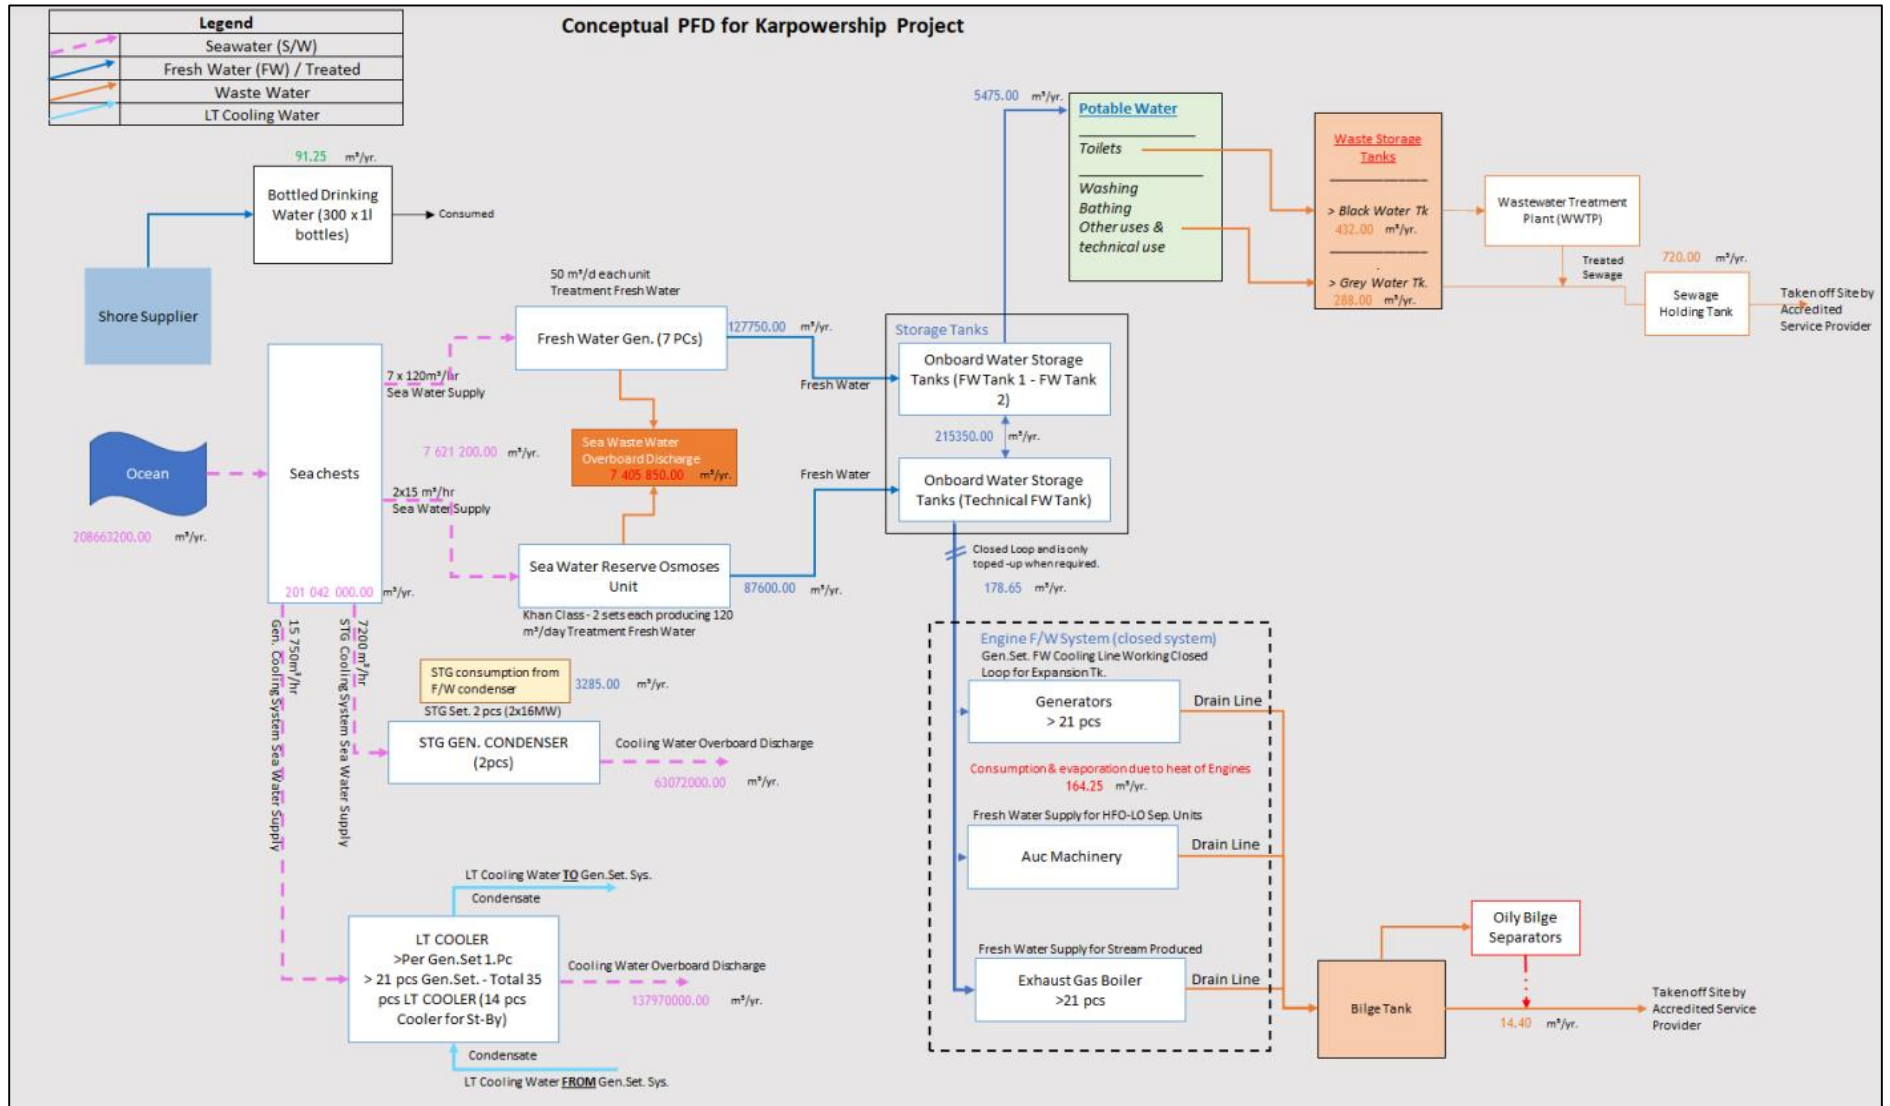 Conceptual PFD for Karpowership Project
Legend
Seawater (S/W)
Fresh Water (FW) / Treated
Waste Water
LT Cooling Water
91.25 m³/yr.
Bottled Drinking
Water (300 x 1l
bottles)
Consumed
Shore Supplier
Ocean
208663200.00 m³/yr.
Sea chests
201 042 000.00 m³/yr.
7 x 120m³/hr
Sea Water Supply
7 621 200.00 m³/yr.
2x15 m³/hr
Sea Water Supply
50 m³/d each unit
Treatment Fresh Water
Fresh Water Gen. (7 PCs)
127750.00 m³/yr.
Sea Waste Water
Overboard Discharge
7 405 850.00 m³/yr.
Sea Water Reserve Osmoses
Unit
87600.00 m³/yr.
Khan Class - 2 sets each producing 120
m³/day Treatment Fresh Water
Fresh Water
Fresh Water
Storage Tanks
Onboard Water Storage
Tanks (FW Tank 1 - FW Tank
2)
215350.00 m³/yr.
Onboard Water Storage
Tanks (Technical FW Tank)
5475.00 m³/yr.
Potable Water
Toilets
Washing
Bathing
Other uses &
technical use
Waste Storage
Tanks
> Black Water Tk
432.00 m³/yr.
> Grey Water Tk.
288.00 m³/yr.
Wastewater Treatment
Plant (WWTP)
Treated
Sewage
720.00 m³/yr.
Sewage
Holding Tank
Taken off Site by
Accredited
Service Provider
Closed Loop and is only
toped -up when required.
178.65 m³/yr.
Engine F/W System (closed system)
Gen.Set. FW Cooling Line Working Closed
Loop for Expansion Tk.
Generators
> 21 pcs
Drain Line
Consumption & evaporation due to heat of Engines
164.25 m³/yr.
Fresh Water Supply for HFO-LO Sep. Units
Auc Machinery
Drain Line
Fresh Water Supply for Stream Produced
Exhaust Gas Boiler
>21 pcs
Drain Line
Bilge Tank
Oily Bilge
Separators
14.40 m³/yr.
Taken off Site by
Accredited Service
Provider
15 750m³/hr
Gen. Cooling System Sea Water Supply
7200 m³/hr
STG Cooling System Sea Water Supply
STG consumption from
F/W condenser
3285.00 m³/yr.
STG Set. 2 pcs (2x16MW)
STG GEN. CONDENSER
(2pcs)
Cooling Water Overboard Discharge
63072000.00 m³/yr.
LT Cooling Water TO Gen.Set. Sys.
Condensate
LT COOLER
>Per Gen.Set 1.Pc
> 21 pcs Gen.Set. - Total 35
pcs LT COOLER (14 pcs
Cooler for St-By)
Cooling Water Overboard Discharge
137970000.00 m³/yr.
Condensate
LT Cooling Water FROM Gen.Set. Sys.